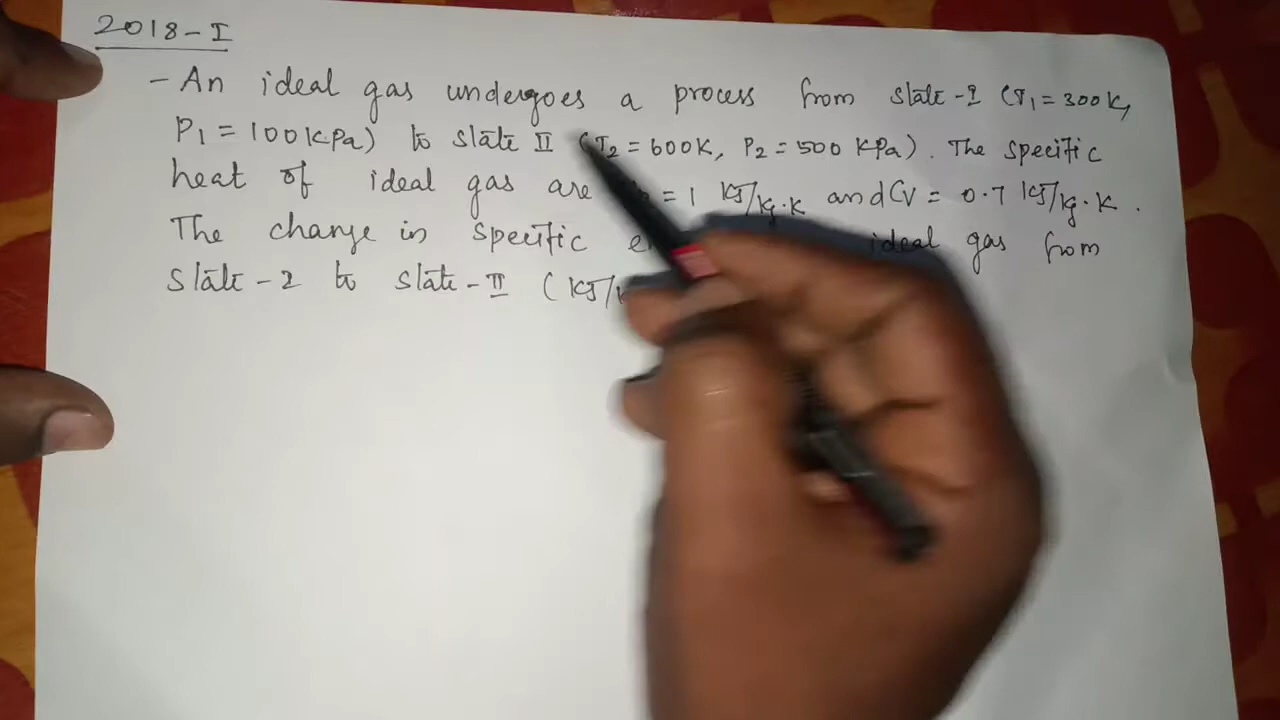 2018-I
- An ideal gas undergoes a process from state-I (T1 = 300K,
P1 = 100 KPa) to state II (T2 = 600K, P2 = 500 KPa). The specific
heat of ideal gas are = 1 KJ/Kg.K and CV = 0.7 KJ/Kg.K.
The change in specific ideal gas from
state-2 to state-II (KJ/